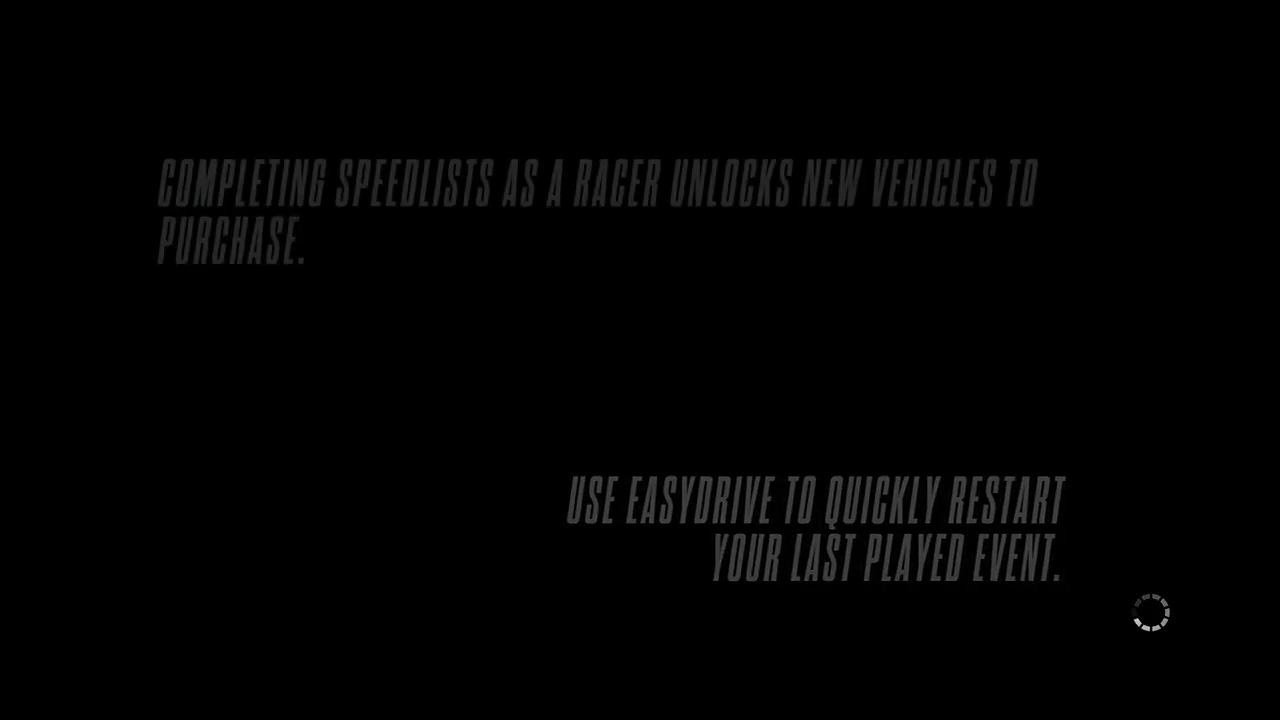 COMPLETING SPEEDLISTS AS A RACER UNLOCKS NEW VEHICLES TO
PURCHASE.
USE EASYDRIVE TO QUICKLY RESTART
YOUR LAST PLAYED EVENT.